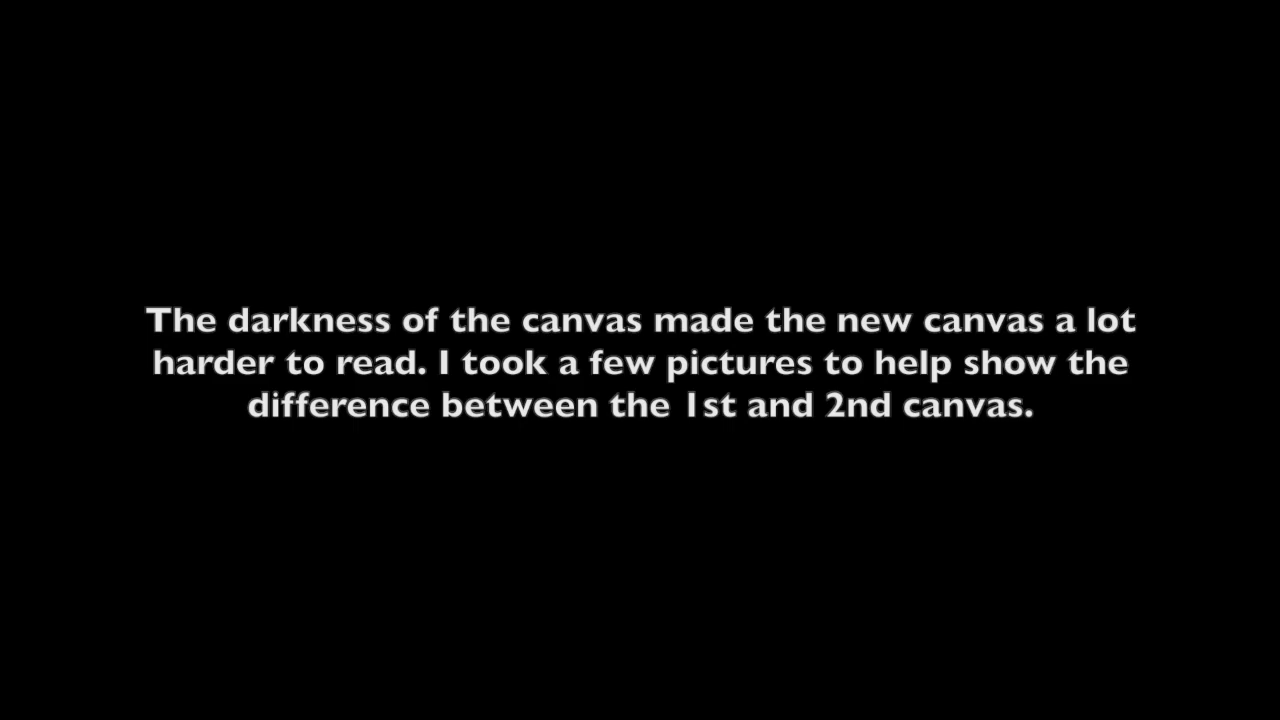 The darkness of the canvas made the new canvas a lot
harder to read. I took a few pictures to help show the
difference between the 1st and 2nd canvas.